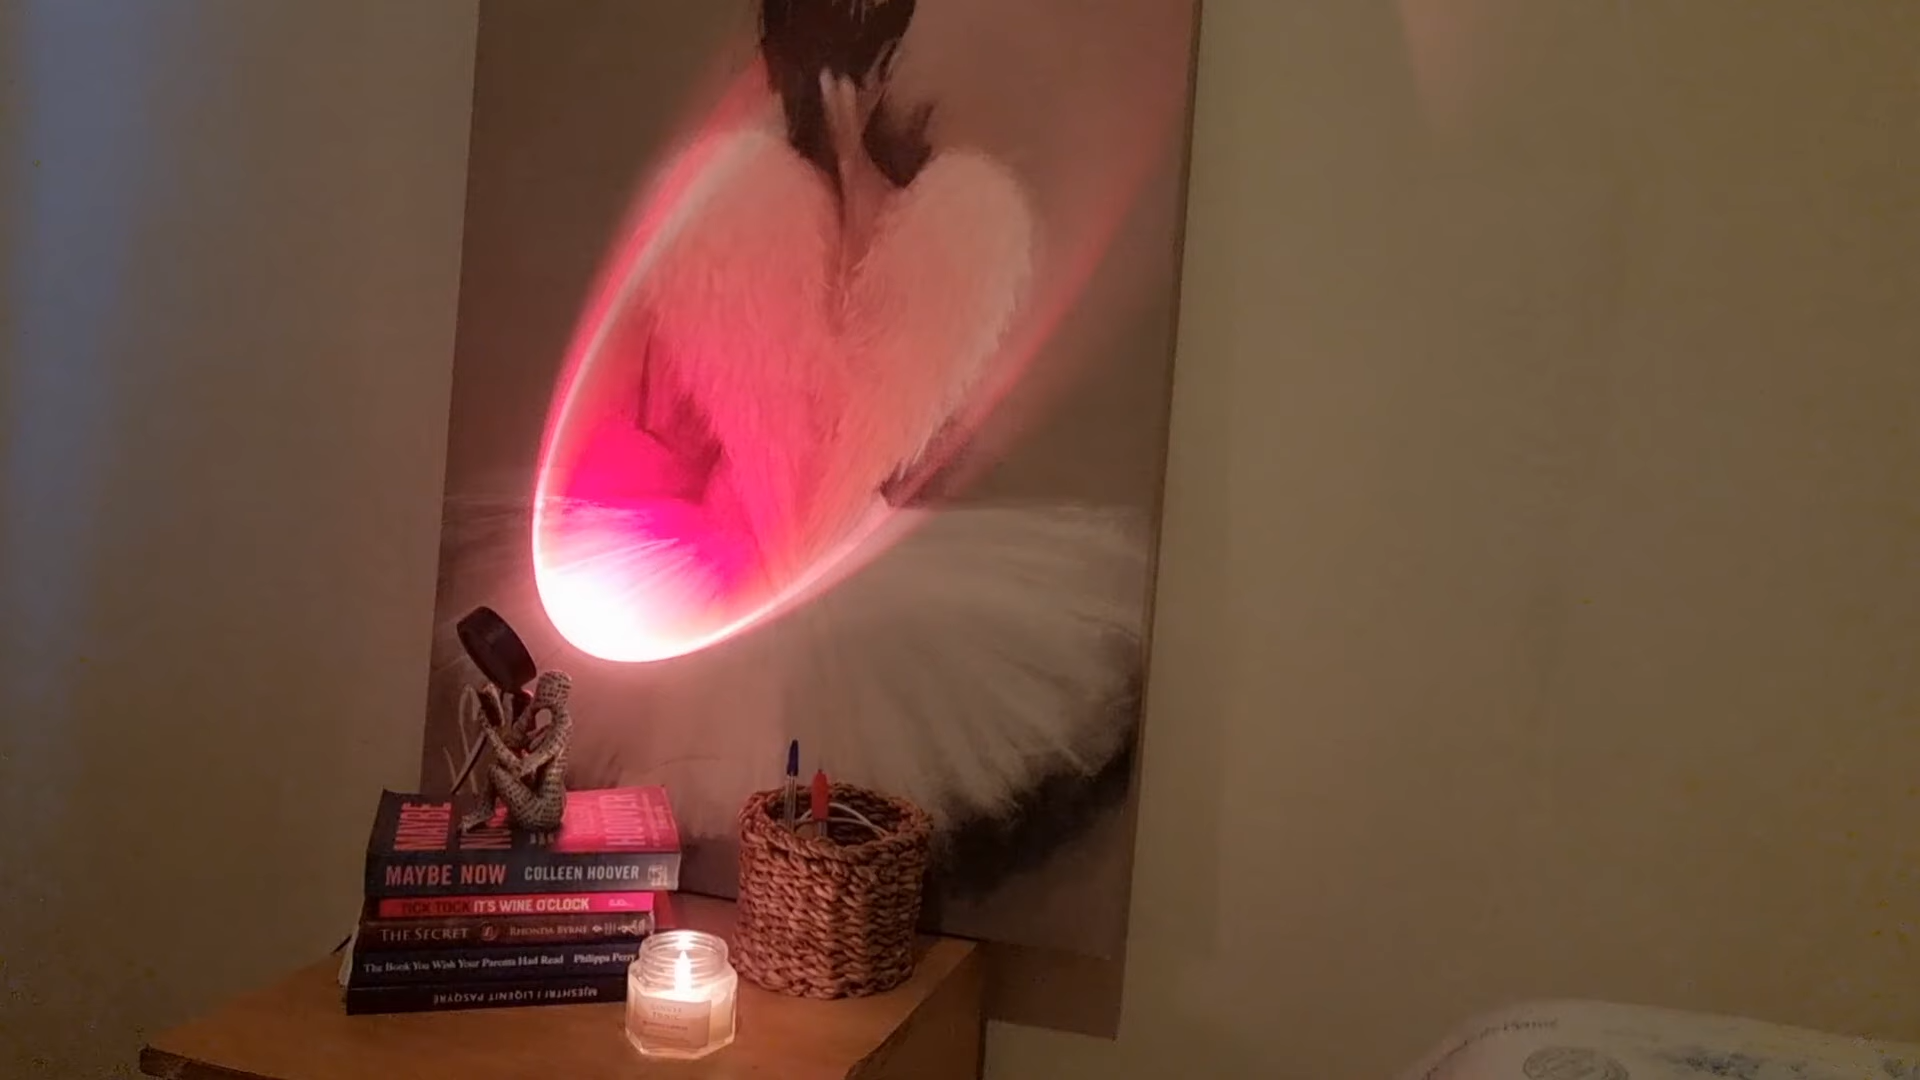 MAYBE
HOOVER
MAYBE NOW COLLEEN HOOVER
TICK TOCK IT'S WINE O'CLOCK
THE SECRET RHONDA BYRNE
The Book You Wish Your Parents Had Read Philippa Perry
MJESHTRI I LIQENIT PASQYRE